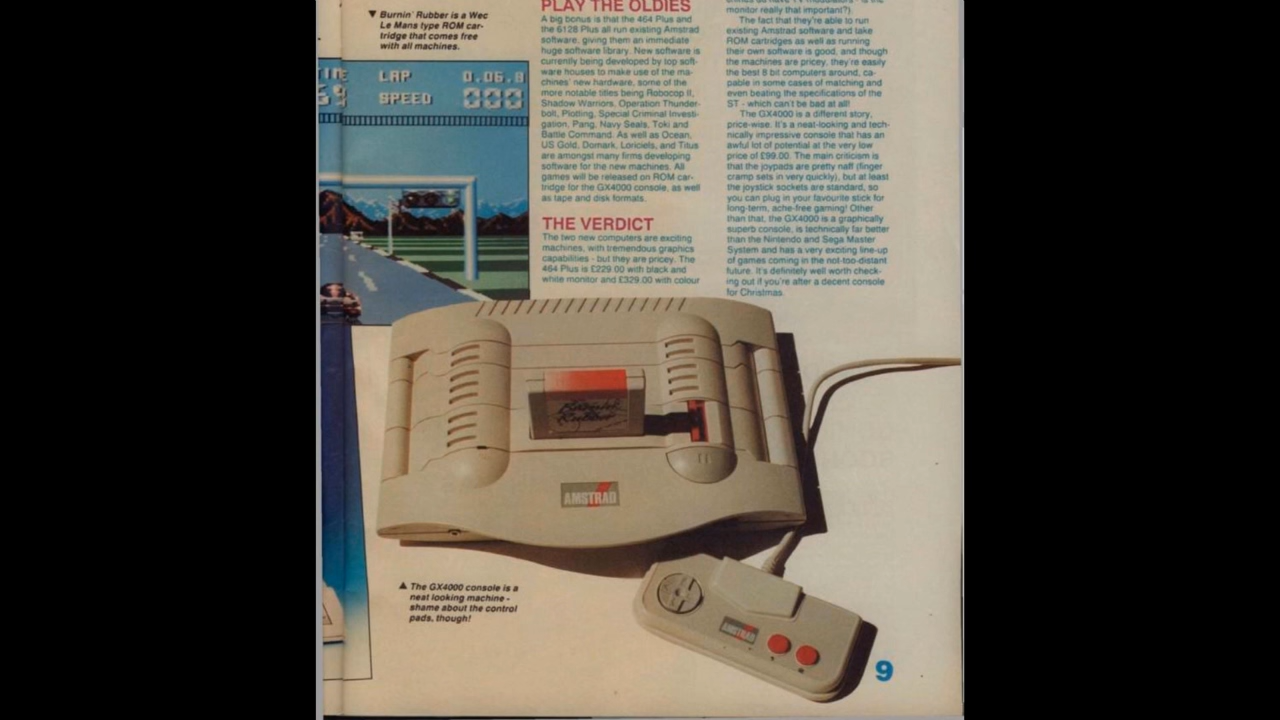 ▼ Burnin' Rubber is a Wec
Le Mans type ROM car-
tridge that comes free
with all machines.
LAP 0.06.8
SPEED 000
PLAY THE OLDIES
A big bonus is that the 464 Plus and
the 6128 Plus all run existing Amstrad
software, giving them an immediate
huge software library. New software is
currently being developed by top soft-
ware houses to make use of the ma-
chines' new hardware, some of the
more notable titles being Robocop II,
Shadow Warriors, Operation Thunder-
bolt, Plotting, Special Criminal Investi-
gation, Pang, Navy Seals, Toki and
Battle Command. As well as Ocean,
US Gold, Domark, Loriciels, and Titus
are amongst many firms developing
software for the new machines. All
games will be released on ROM car-
tridge for the GX4000 console, as well
as tape and disk formats.
THE VERDICT
The two new computers are exciting
machines, with tremendous graphics
capabilities - but they are pricey. The
464 Plus is £229.00 with black and
white monitor and £329.00 with colour
monitor really that important?).
The fact that they're able to run
existing Amstrad software and take
ROM cartridges as well as running
their own software is good, and though
the machines are pricey, they're easily
the best 8 bit computers around, ca-
pable in some cases of matching and
even beating the specifications of the
ST - which can't be bad at all!
The GX4000 is a different story,
price-wise. It's a neat-looking and tech-
nically impressive console that has an
awful lot of potential at the very low
price of £99.00. The main criticism is
that the joypads are pretty naff (finger
cramp sets in very quickly), but at least
the joystick sockets are standard, so
you can plug in your favourite stick for
long-term, ache-free gaming! Other
than that, the GX4000 is a graphically
superb console, is technically far better
than the Nintendo and Sega Master
System and has a very exciting line-up
of games coming in the not-too-distant
future. It's definitely well worth check-
ing out if you're after a decent console
for Christmas.
Burnin'
Rubber
AMSTRAD
▲ The GX4000 console is a
neat looking machine -
shame about the control
pads, though!
AMSTRAD
9